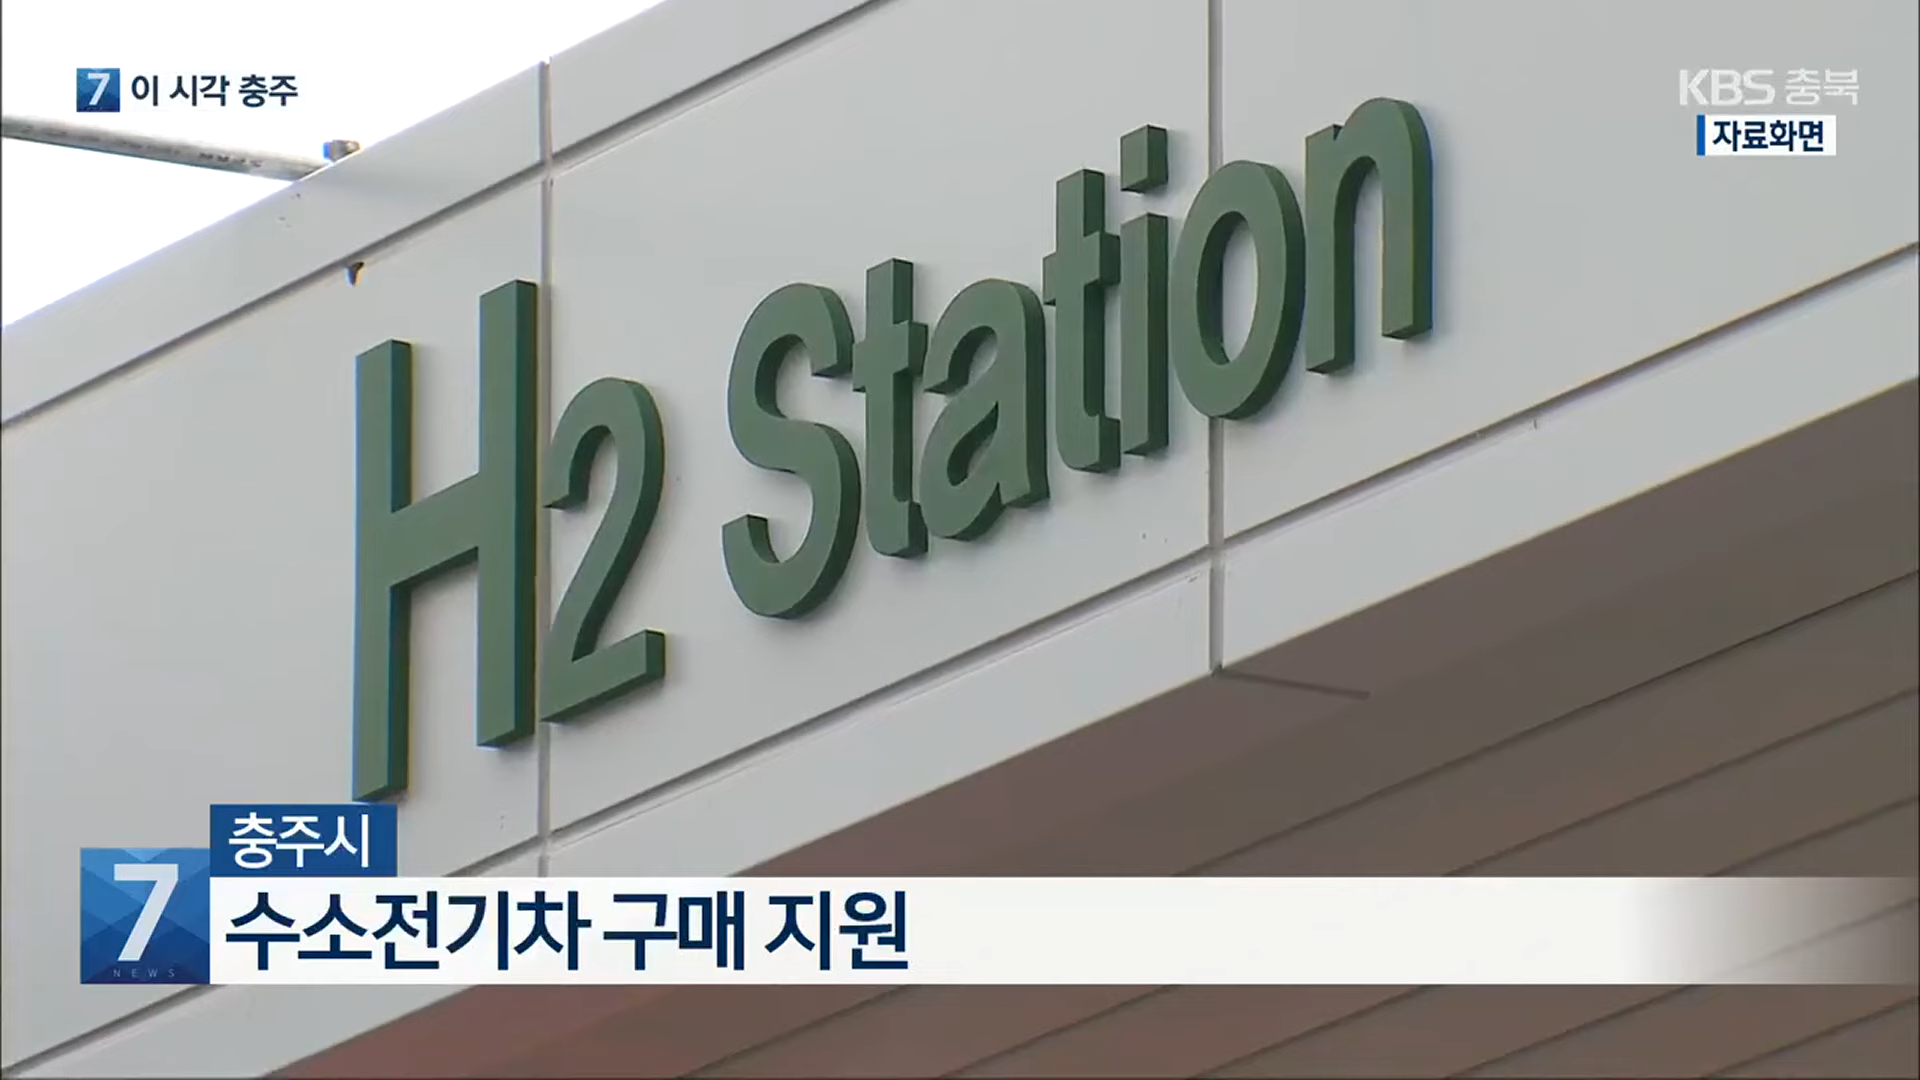 7 이 시각 충주
KBS 충북
자료화면
H2 Station
충주시
7 NEWS
수소전기차 구매 지원